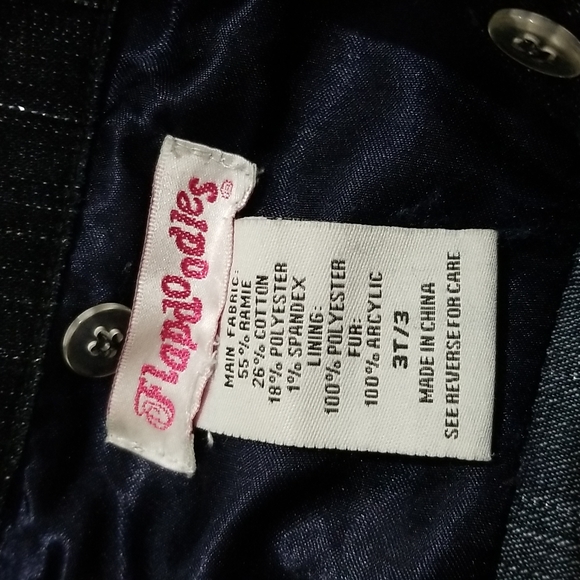 flapdoodles®
MAIN FABRIC:
55% RAMIE
26% COTTON
18% POLYESTER
1% SPANDEX
LINING:
100% POLYESTER
FUR:
100% ARCYLIC
3T/3
MADE IN CHINA
SEE REVERSE FOR CARE